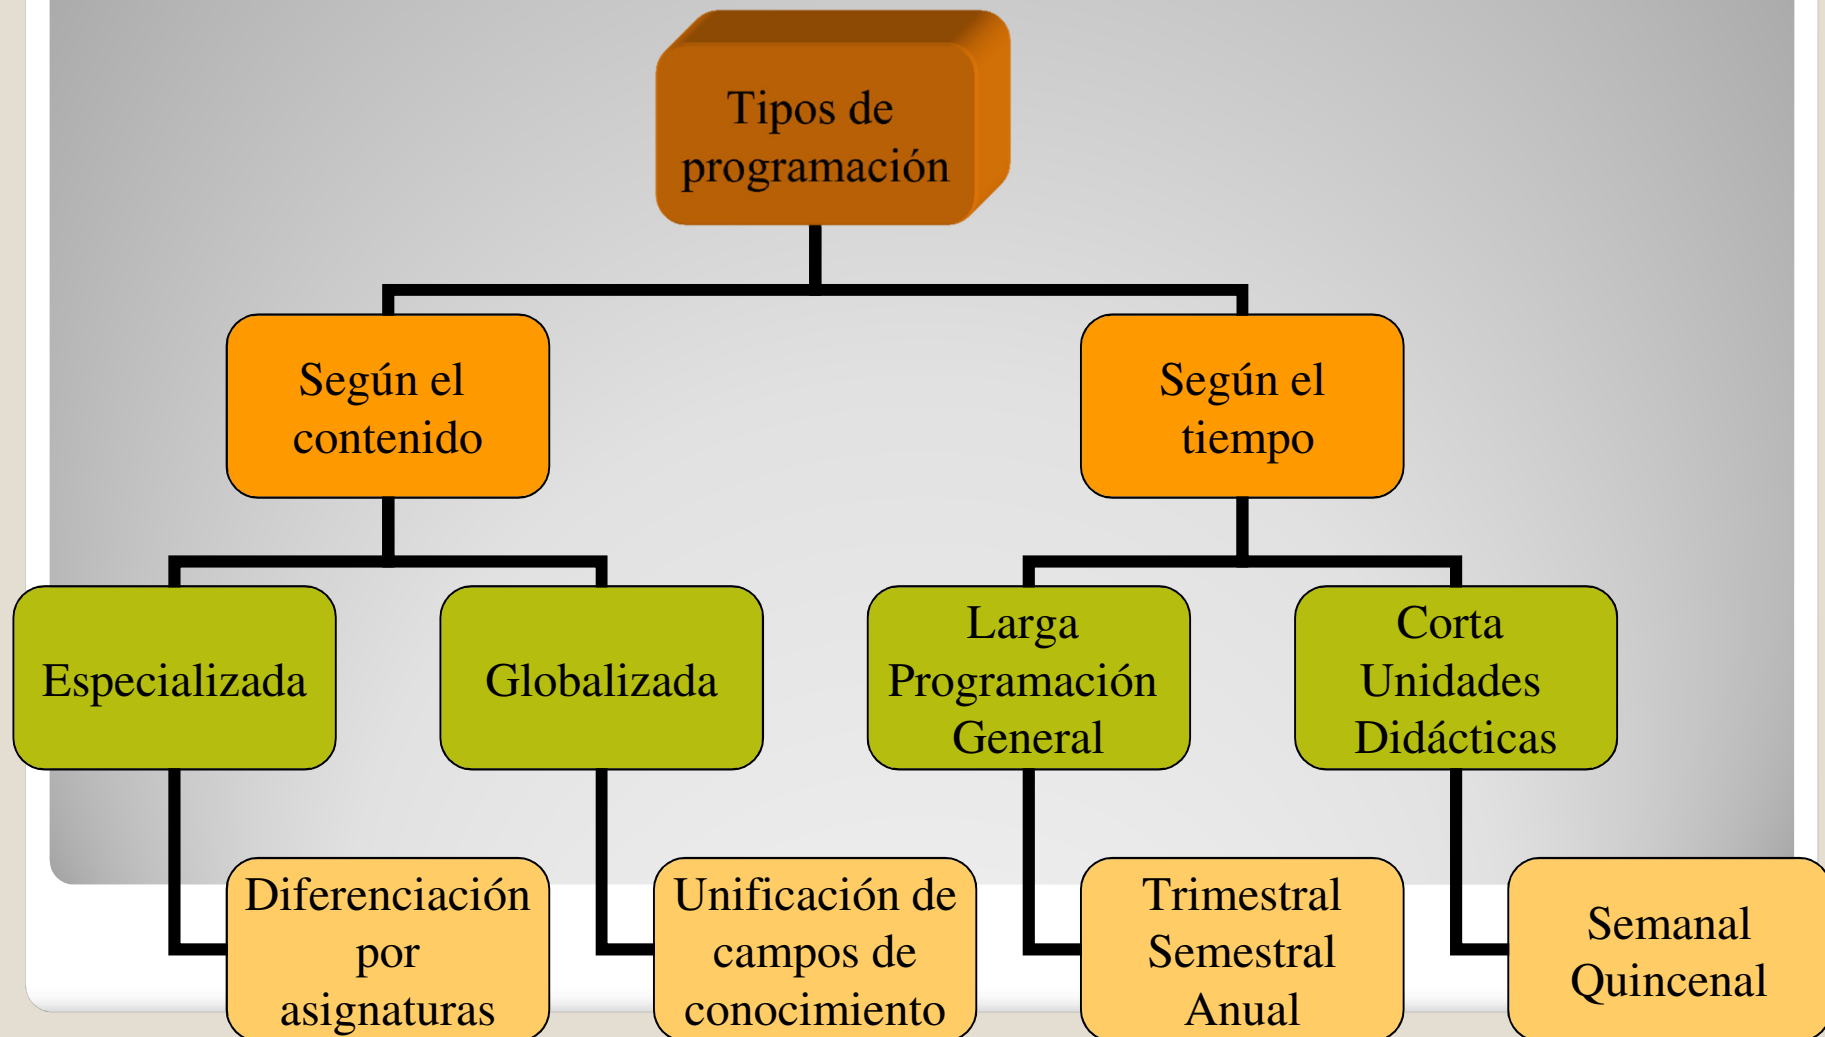 Tipos de
programación
Según el
contenido
Según el
tiempo
Especializada
Globalizada
Larga
Programación
General
Corta
Unidades
Didácticas
Diferenciación
por
asignaturas
Unificación de
campos de
conocimiento
Trimestral
Semestral
Anual
Semanal
Quincenal